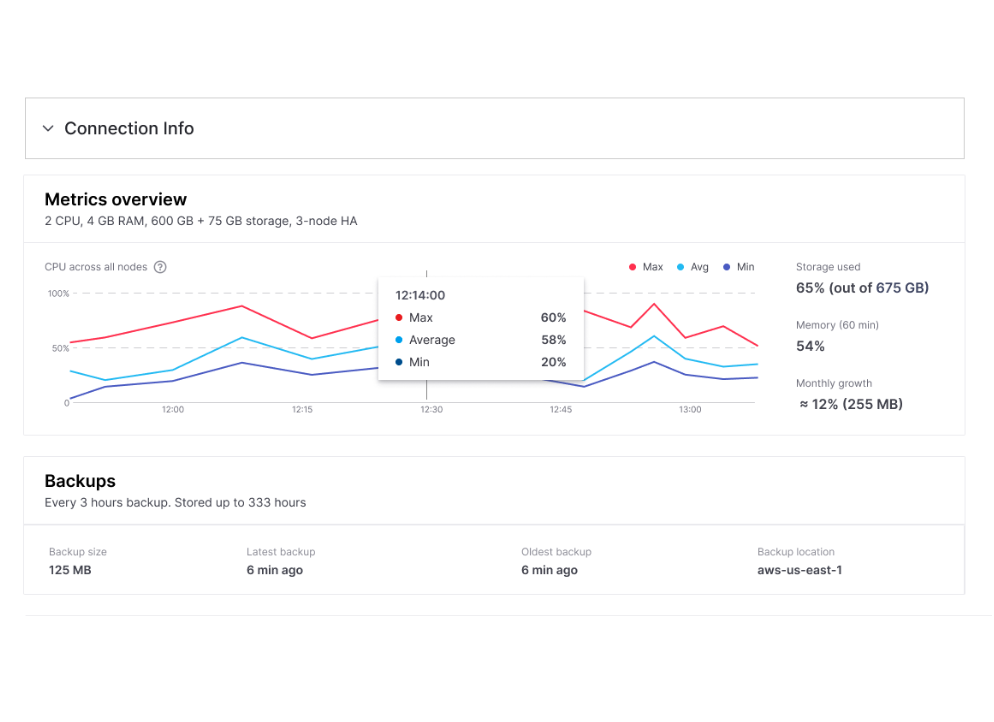 Connection Info
Metrics overview
2 CPU, 4 GB RAM, 600 GB + 75 GB storage, 3-node HA
CPU across all nodes ?
Max Avg Min
100%
50%
0
12:00 12:15 12:30 12:45 13:00
12:14:00
Max 60%
Average 58%
Min 20%
Storage used
65% (out of 675 GB)
Memory (60 min)
54%
Monthly growth
≈ 12% (255 MB)
Backups
Every 3 hours backup. Stored up to 333 hours
Backup size Latest backup Oldest backup Backup location
125 MB 6 min ago 6 min ago aws-us-east-1